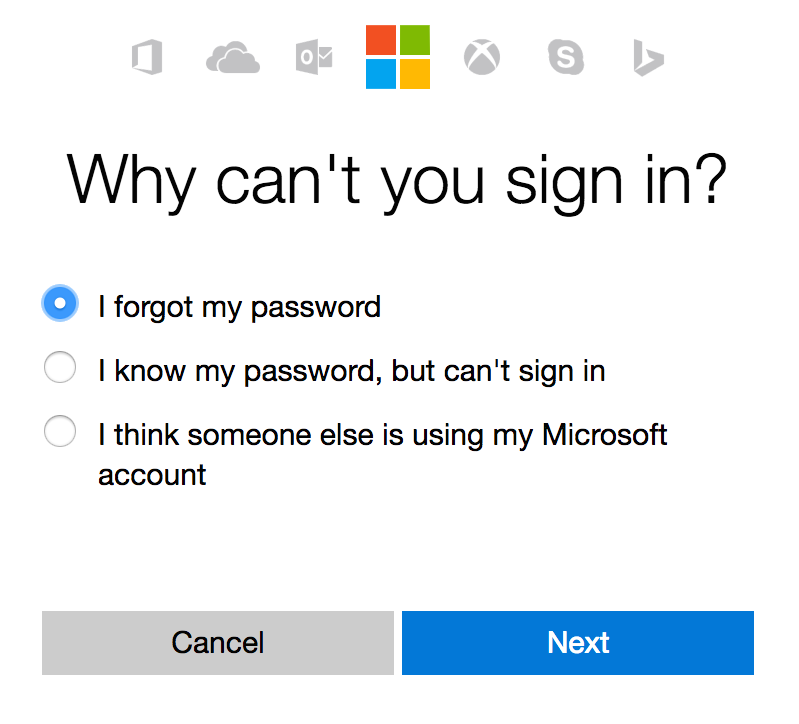 Why can't you sign in?
I forgot my password
I know my password, but can't sign in
I think someone else is using my Microsoft
account
Cancel
Next